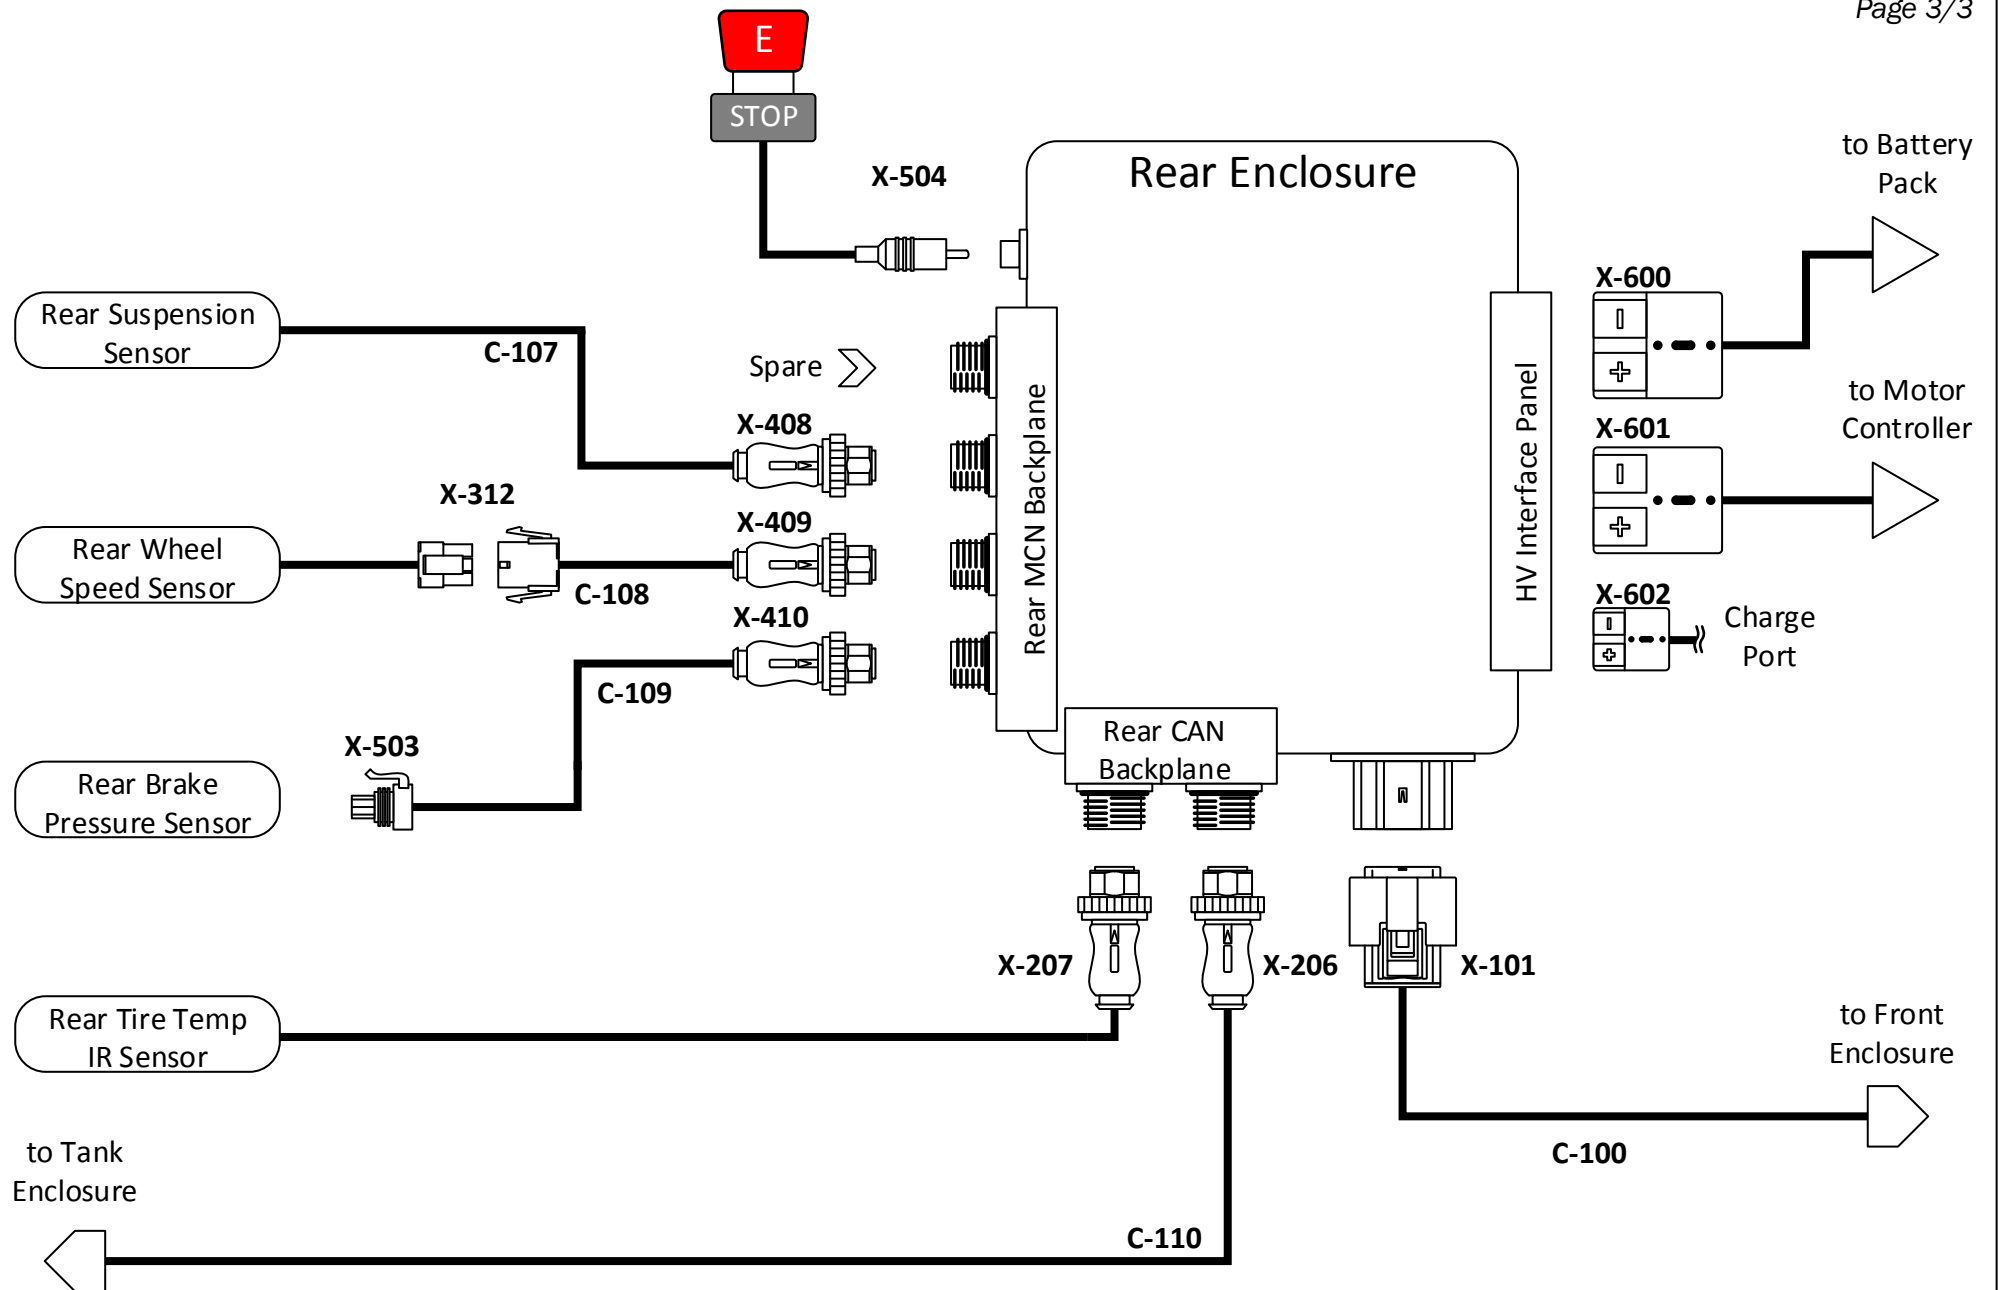 Page 3/3
E
STOP
X-504
Rear Enclosure
to Battery
Pack
X-600
Rear Suspension
Sensor
C-107
Spare
X-408
Rear MCN Backplane
HV Interface Panel
to Motor
Controller
X-601
X-312
X-409
Rear Wheel
Speed Sensor
C-108
X-410
X-602
Charge
Port
C-109
X-503
Rear Brake
Pressure Sensor
Rear CAN
Backplane
X-207
X-206
X-101
Rear Tire Temp
IR Sensor
to Front
Enclosure
C-100
to Tank
Enclosure
C-110